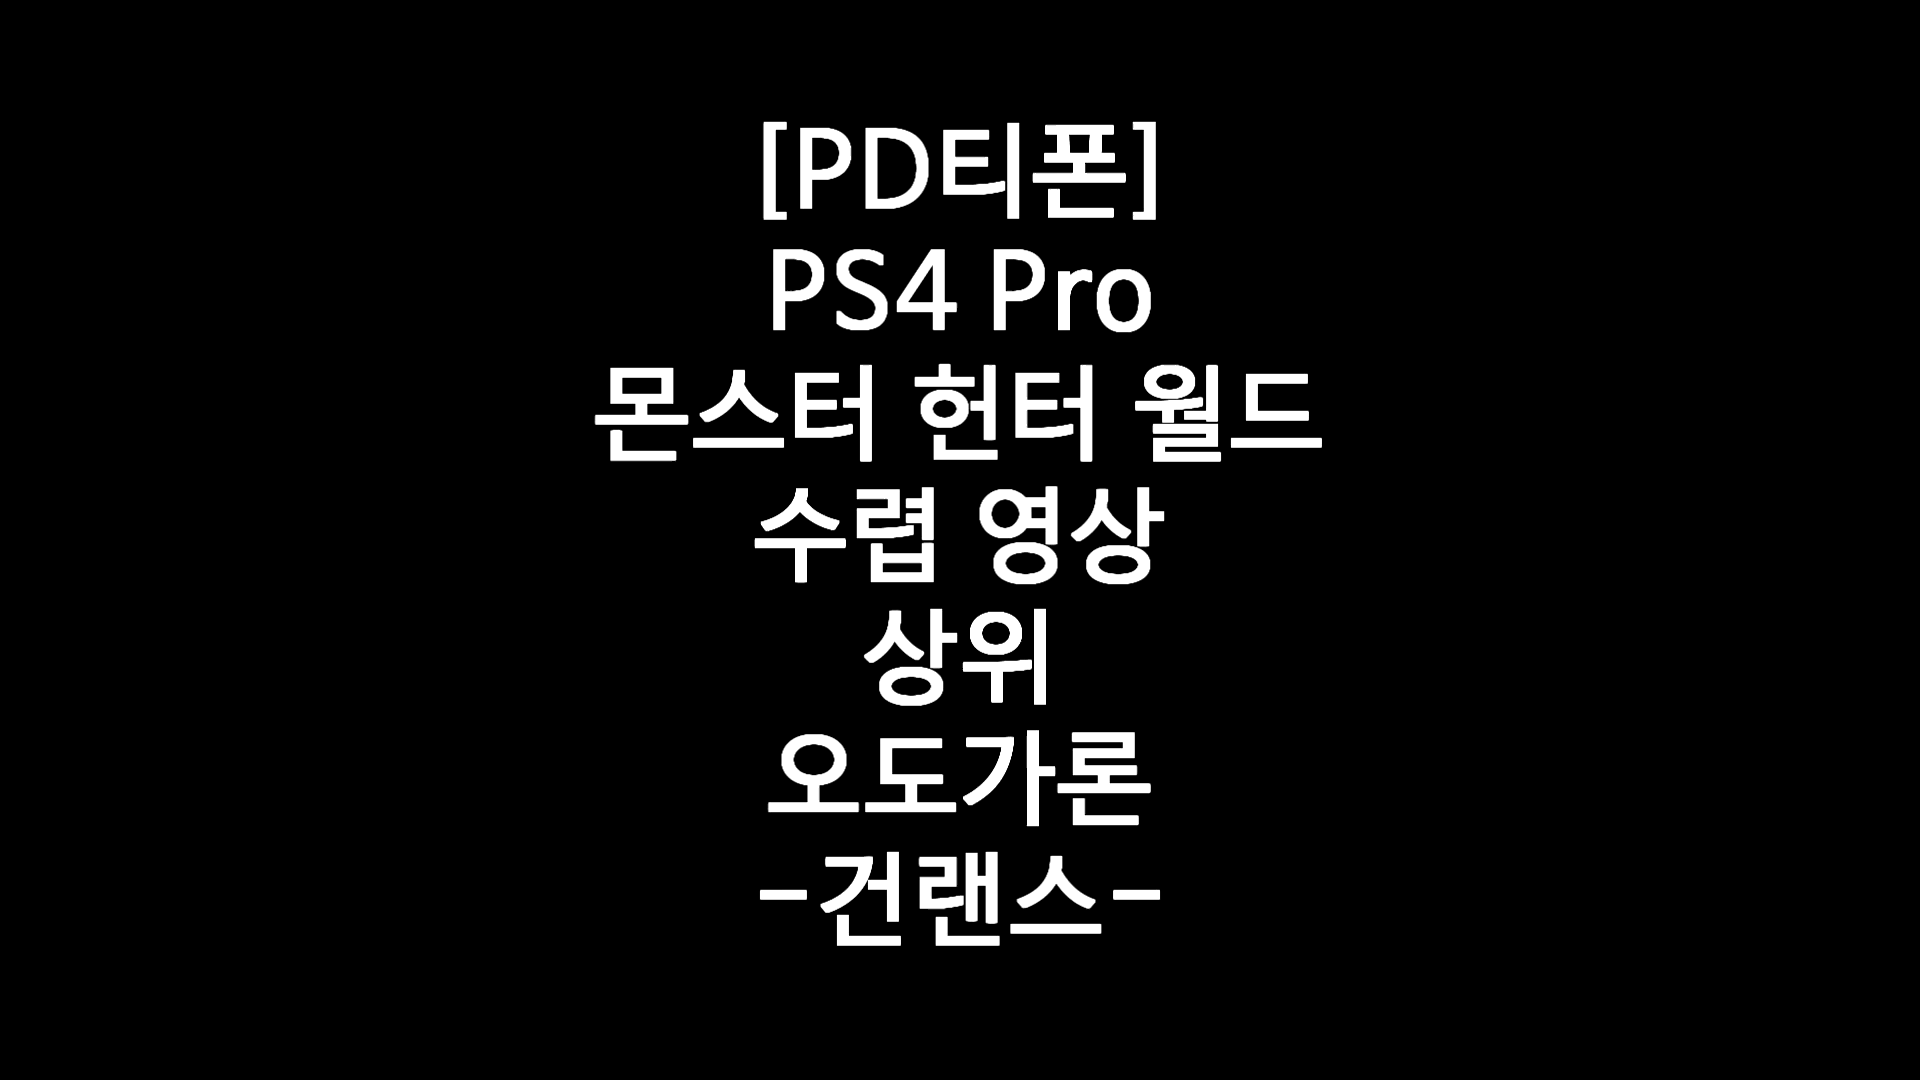 [PD티폰]
PS4 Pro
몬스터 헌터 월드
수렵 영상
상위
오도가론
-건랜스-